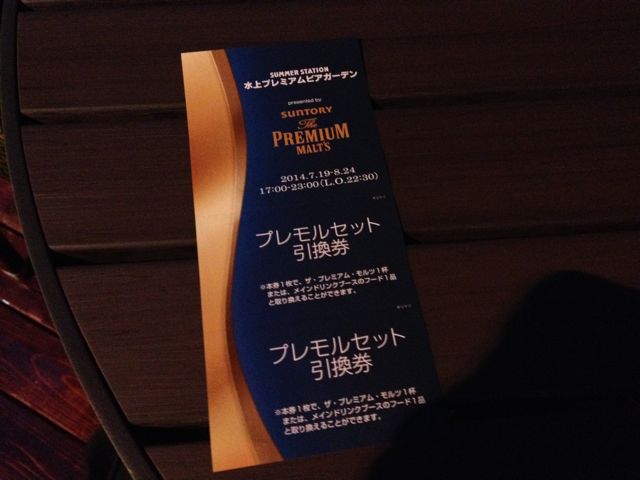 SUMMER STATION
水上プレミアムビアガーデン
presented by
SUNTORY
The
PREMIUM
MALT'S
2014.7.19-8.24
17:00-23:00(L.O.22:30)
プレモルセット
引換券
※本券1枚で、ザ・プレミアム・モルツ1杯
または、メインドリンクブースのフード1品
と取り換えることができます。
プレモルセット
引換券
※本券1枚で、ザ・プレミアム・モルツ1杯
または、メインドリンクブースのフード1品
と取り換えることができます。